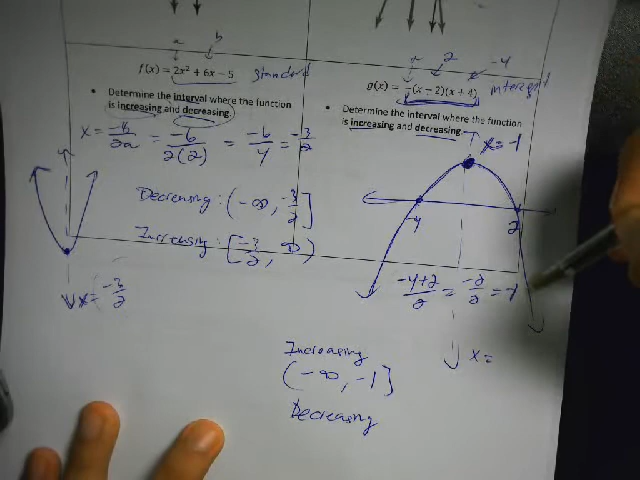 a b
f(x) = 2x² + 6x − 5 standard
• Determine the interval where the function
is increasing and decreasing.
x = -b/2a = -6/2(2) = -6/4 = -3/2
Decreasing: (-∞, -3/2]
Increasing: [-3/2, ∞)
x = -3/2
2 -4
g(x) = −(x − 2)(x + 4) intercept
• Determine the interval where the function
is increasing and decreasing.
x = -1
-4 2
-4+2/2 = -2/2 = -1
x =
Increasing
(-∞, -1]
Decreasing